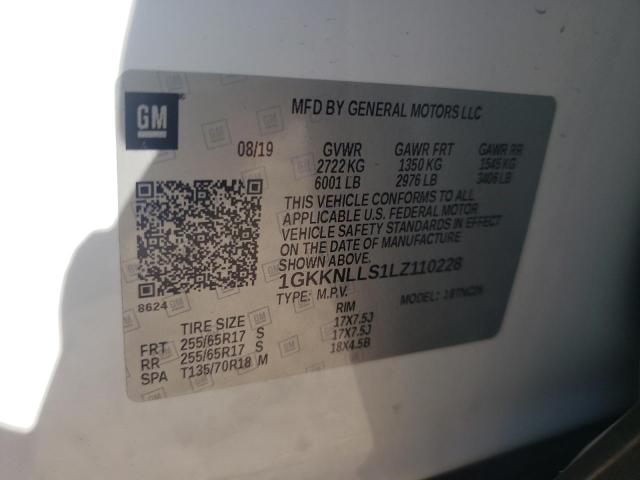 GM
MFD BY GENERAL MOTORS LLC
08/19 GVWR GAWR FRT GAWR RR
2722 KG 1350 KG 1545 KG
6001 LB 2976 LB 3406 LB
THIS VEHICLE CONFORMS TO ALL
APPLICABLE U.S. FEDERAL MOTOR
VEHICLE SAFETY STANDARDS IN EFFECT
ON THE DATE OF MANUFACTURE
SHOWN ABOVE.
1GKKNLLS1LZ110228
8624 TYPE: M.P.V. MODEL:
TIRE SIZE RIM
FRT 255/65R17 S 17X7.5J
RR 255/65R17 S 17X7.5J
SPA T135/70R18 M 18X4.5B